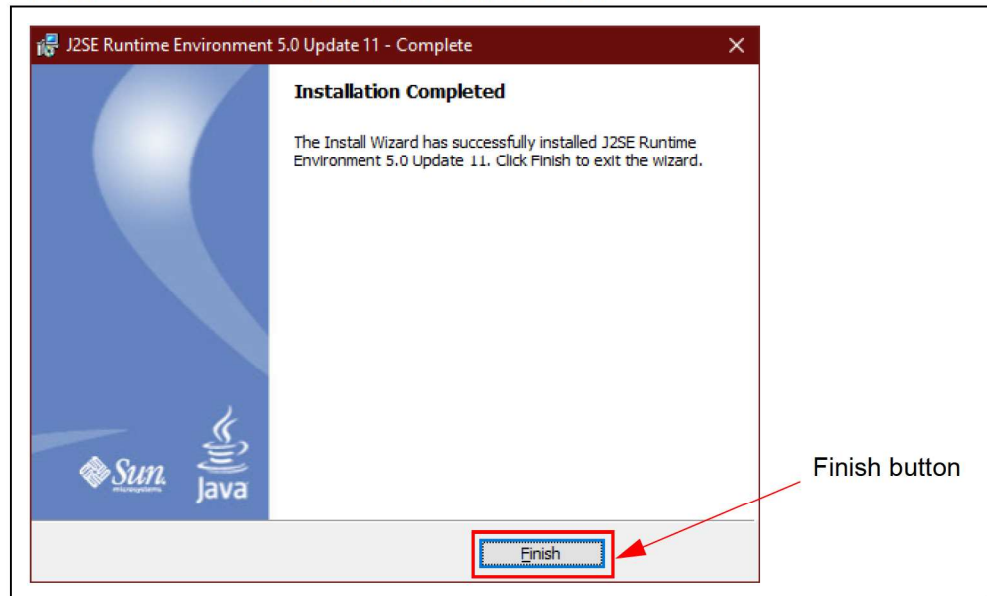 J2SE Runtime Environment 5.0 Update 11 - Complete
Installation Completed
The Install Wizard has successfully installed J2SE Runtime
Environment 5.0 Update 11. Click Finish to exit the wizard.
Sun
microsystems
Java
Finish button
Finish